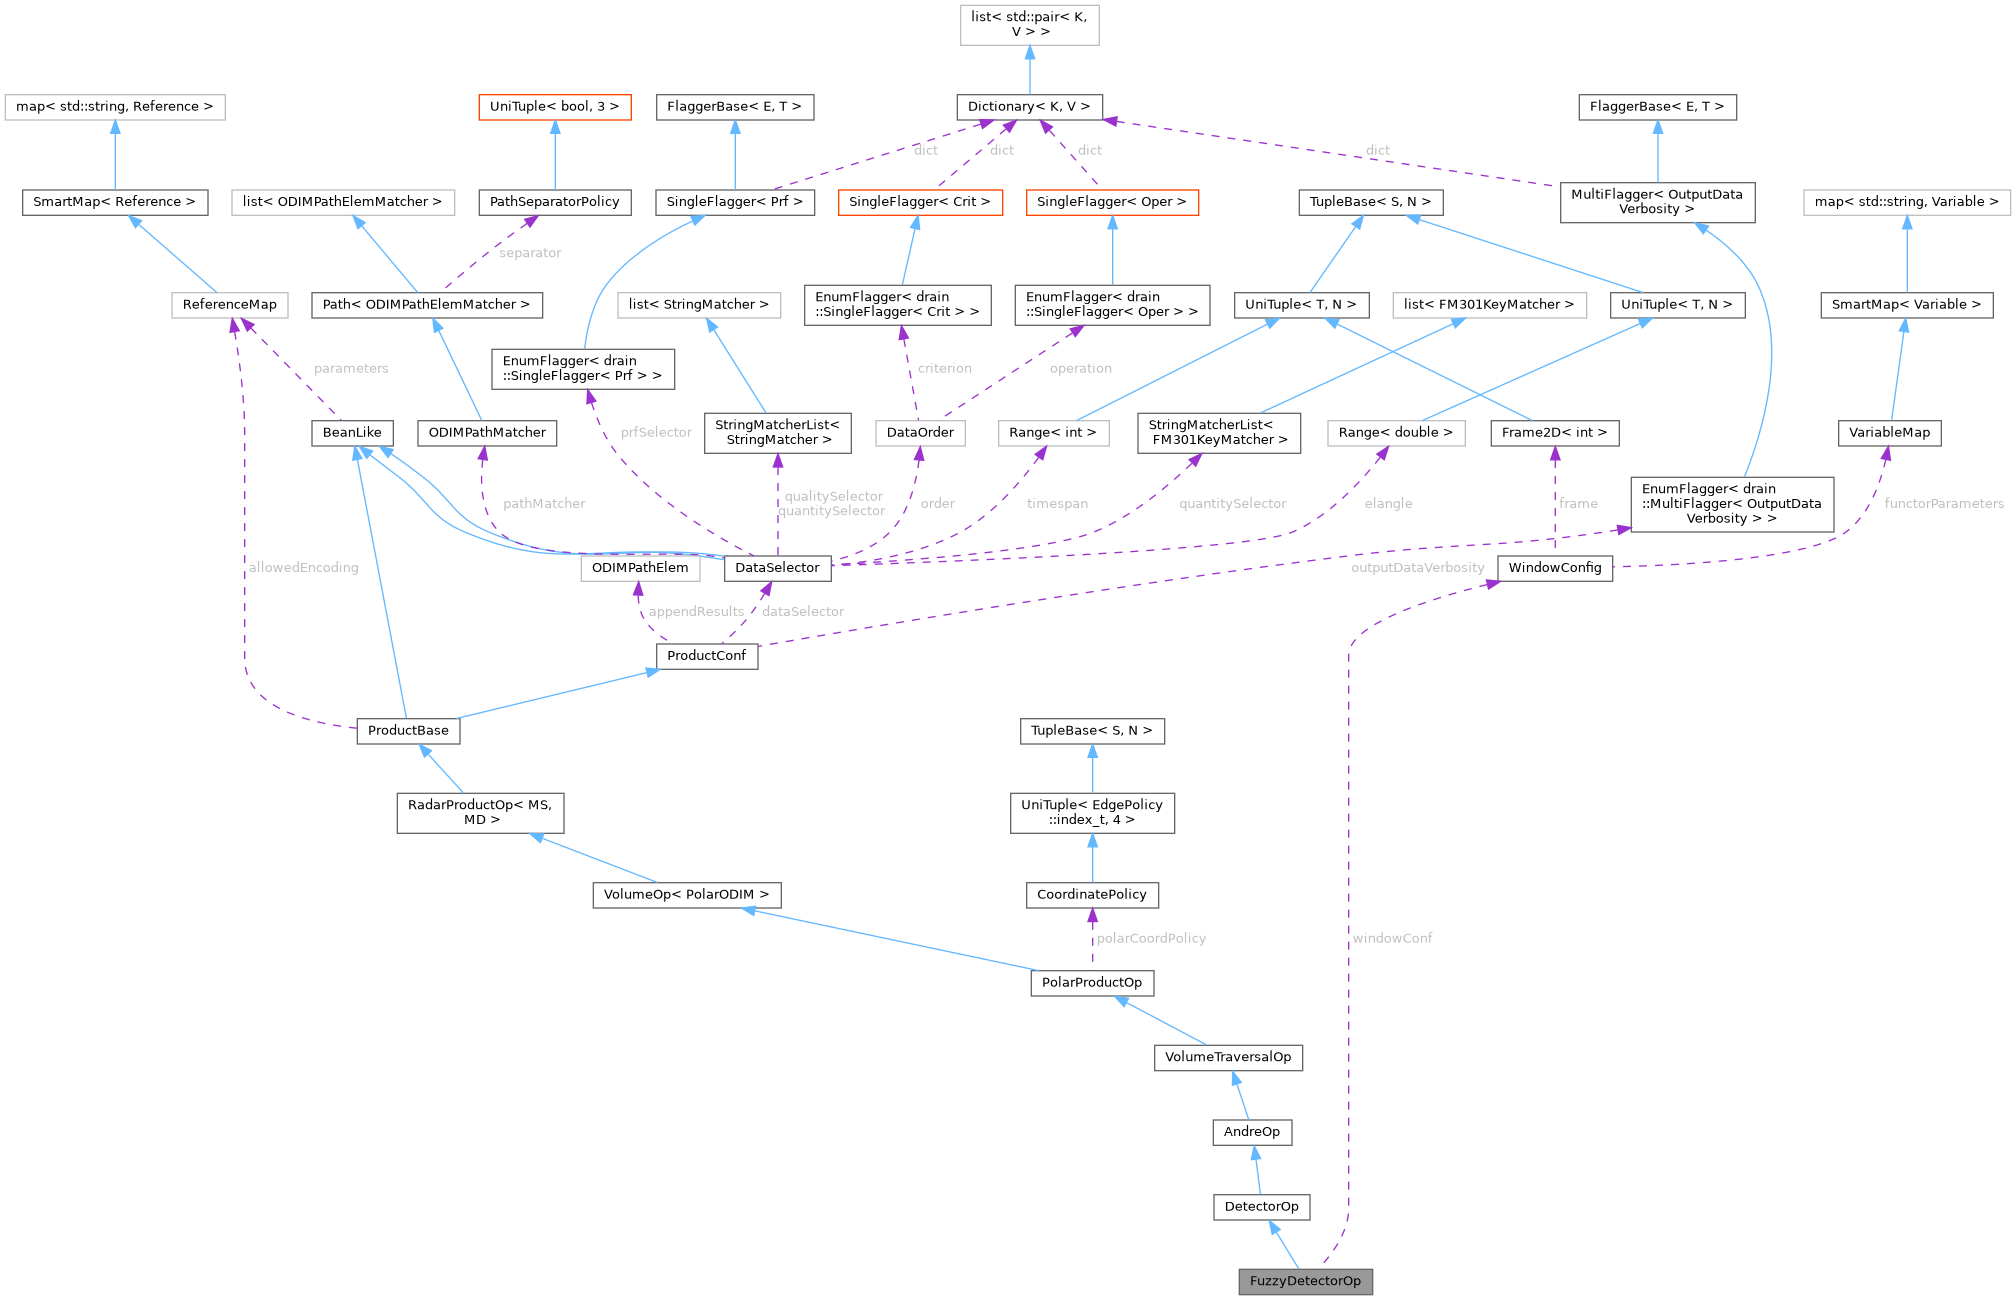 list< std::pair< K,
V > >
map< std::string, Reference >
UniTuple< bool, 3 >
FlaggerBase< E, T >
Dictionary< K, V >
FlaggerBase< E, T >
dict
dict
dict
dict
SmartMap< Reference >
list< ODIMPathElemMatcher >
PathSeparatorPolicy
SingleFlagger< Prf >
SingleFlagger< Crit >
SingleFlagger< Oper >
TupleBase< S, N >
MultiFlagger< OutputData
Verbosity >
map< std::string, Variable >
separator
ReferenceMap
Path< ODIMPathElemMatcher >
list< StringMatcher >
EnumFlagger< drain
::SingleFlagger< Crit > >
EnumFlagger< drain
::SingleFlagger< Oper > >
UniTuple< T, N >
list< FM301KeyMatcher >
UniTuple< T, N >
SmartMap< Variable >
parameters
EnumFlagger< drain
::SingleFlagger< Prf > >
criterion
operation
BeanLike
ODIMPathMatcher
prfSelector
StringMatcherList<
StringMatcher >
DataOrder
Range< int >
StringMatcherList<
FM301KeyMatcher >
Range< double >
Frame2D< int >
VariableMap
pathMatcher
qualitySelector
quantitySelector
order
timespan
quantitySelector
elangle
frame
EnumFlagger< drain
::MultiFlagger< OutputData
Verbosity > >
functorParameters
allowedEncoding
ODIMPathElem
DataSelector
outputDataVerbosity
WindowConfig
appendResults
dataSelector
ProductConf
ProductBase
TupleBase< S, N >
RadarProductOp< MS,
MD >
UniTuple< EdgePolicy
::index_t, 4 >
VolumeOp< PolarODIM >
CoordinatePolicy
polarCoordPolicy
windowConf
PolarProductOp
VolumeTraversalOp
AndreOp
DetectorOp
FuzzyDetectorOp